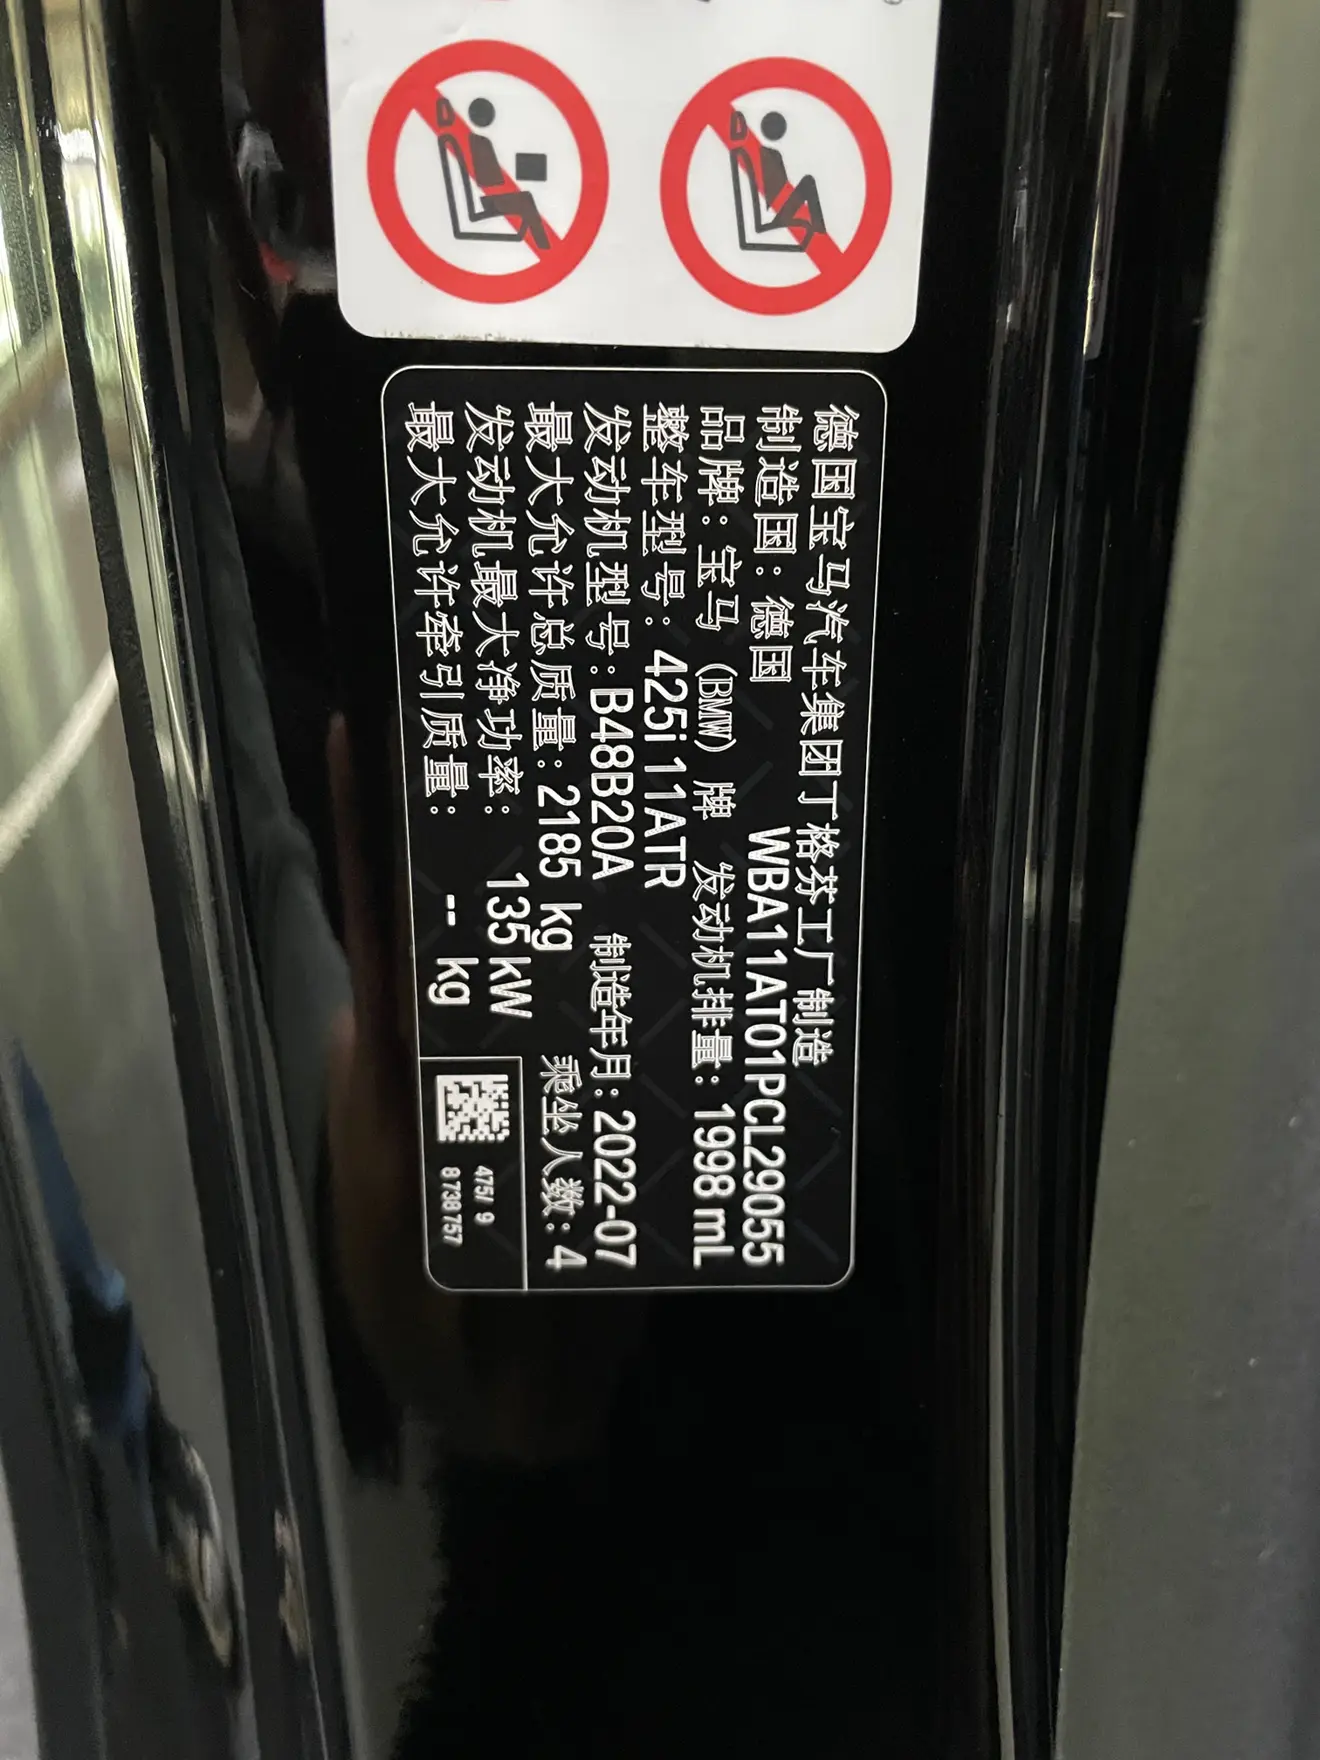 德国宝马汽车集团丁格芬工厂制造
制造国：德国 WBA11AT01PCL29055
品牌：宝马（BMW）牌 发动机排量：1998 mL
整车型号：425i 11ATR
发动机型号：B48B20A 制造年月：2022-07
最大允许总质量：2185 kg 乘坐人数：4
发动机最大净功率： 135 kW
最大允许牵引质量： -- kg
475/ 9
8 738 757